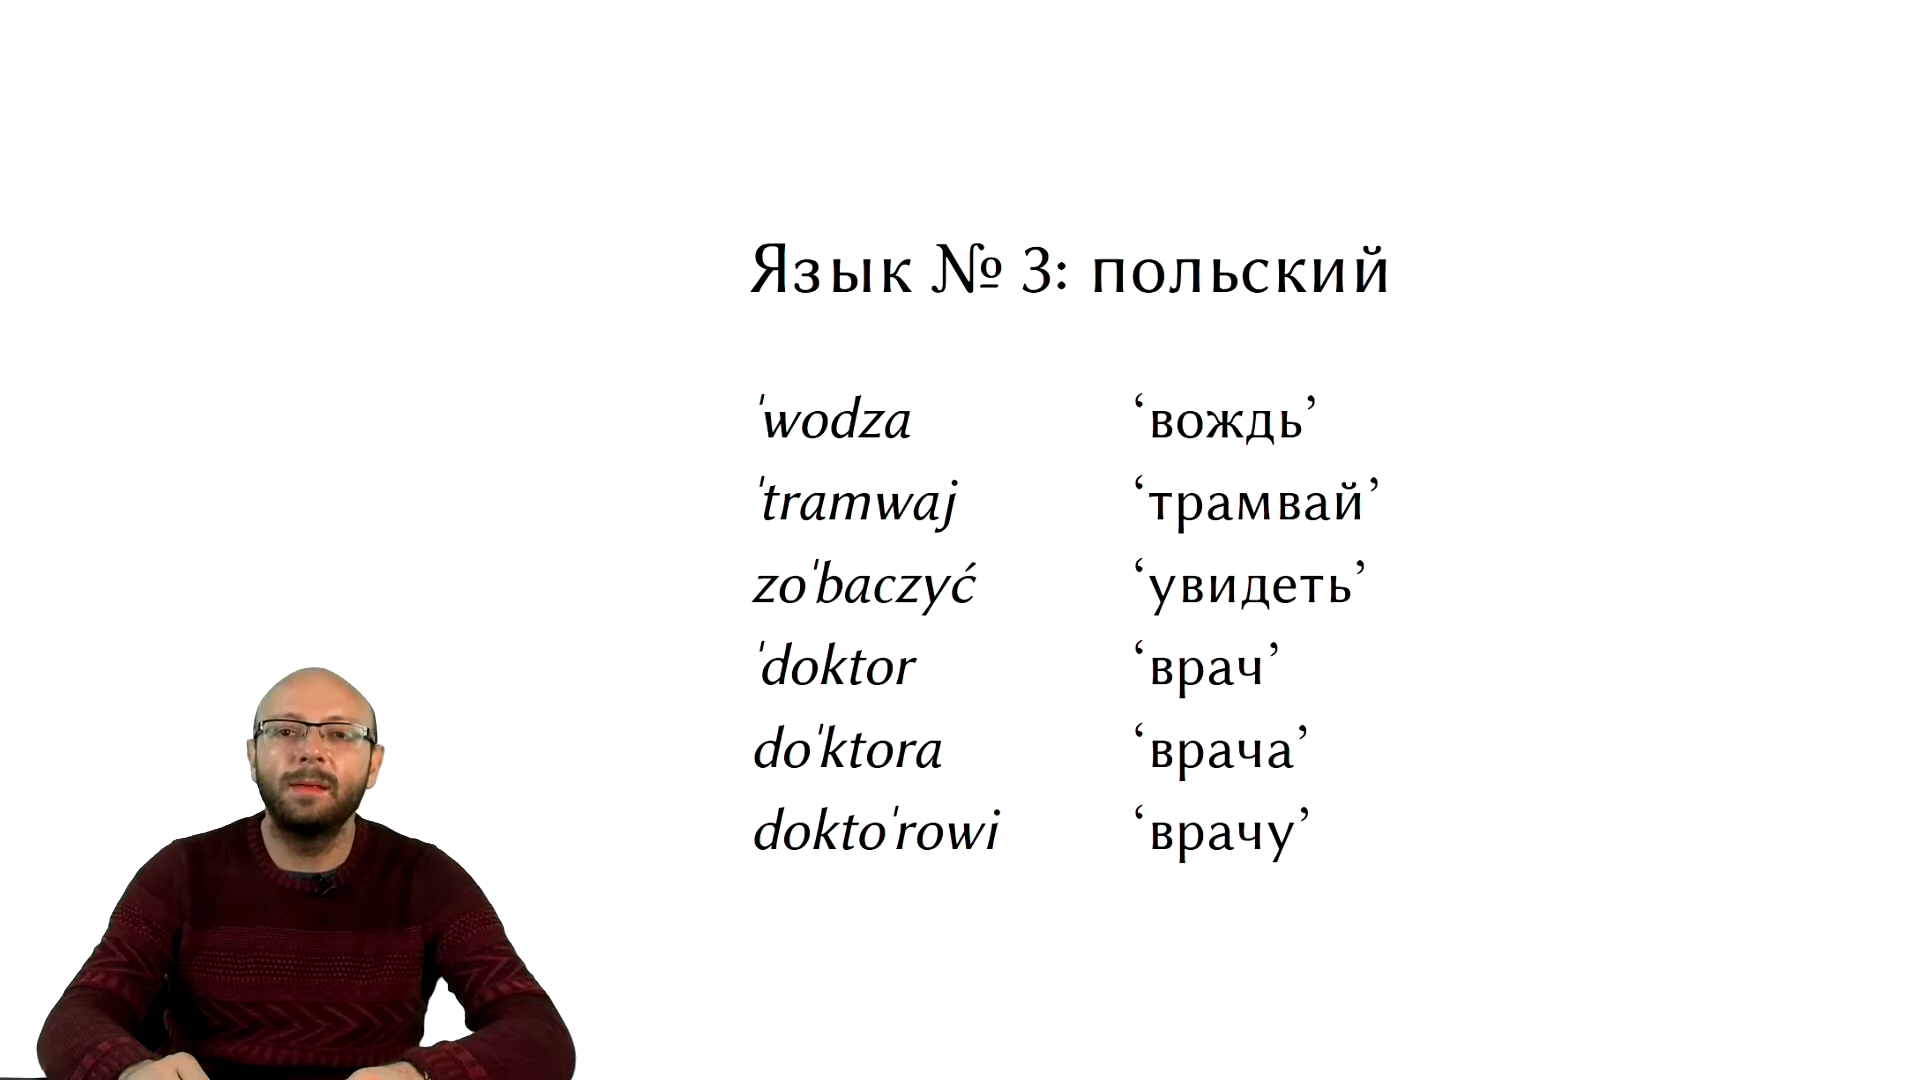 Язык № 3: польский
ˈwodza ‘вождь’
ˈtramwaj ‘трамвай’
zoˈbaczyć ‘увидеть’
ˈdoktor ‘врач’
doˈktora ‘врача’
doktoˈrowi ‘врачу’